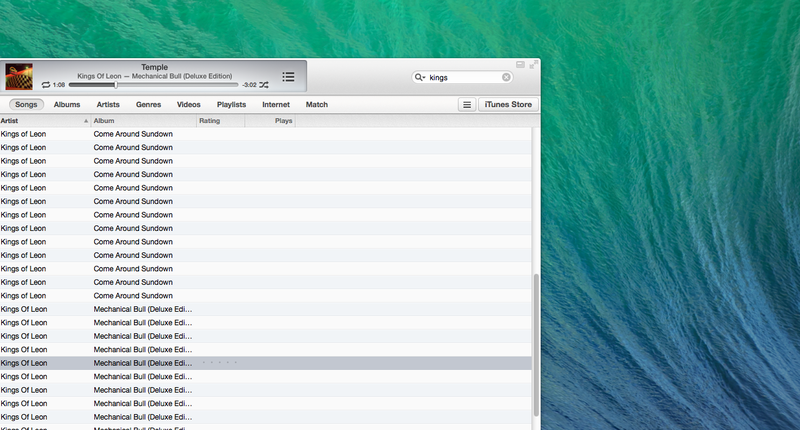 Temple
Kings Of Leon — Mechanical Bull (Deluxe Edition)
1:08 -3:02
kings
Songs Albums Artists Genres Videos Playlists Internet Match iTunes Store
Artist Album Rating Plays
Kings of Leon Come Around Sundown
Kings of Leon Come Around Sundown
Kings of Leon Come Around Sundown
Kings of Leon Come Around Sundown
Kings of Leon Come Around Sundown
Kings of Leon Come Around Sundown
Kings of Leon Come Around Sundown
Kings of Leon Come Around Sundown
Kings of Leon Come Around Sundown
Kings of Leon Come Around Sundown
Kings of Leon Come Around Sundown
Kings of Leon Come Around Sundown
Kings of Leon Come Around Sundown
Kings Of Leon Mechanical Bull (Deluxe Edi...
Kings Of Leon Mechanical Bull (Deluxe Edi...
Kings Of Leon Mechanical Bull (Deluxe Edi...
Kings Of Leon Mechanical Bull (Deluxe Edi...
Kings Of Leon Mechanical Bull (Deluxe Edi...
Kings Of Leon Mechanical Bull (Deluxe Edi...
Kings Of Leon Mechanical Bull (Deluxe Edi...
Kings Of Leon Mechanical Bull (Deluxe Edi...
Kings Of Leon Mechanical Bull (Deluxe Edi...